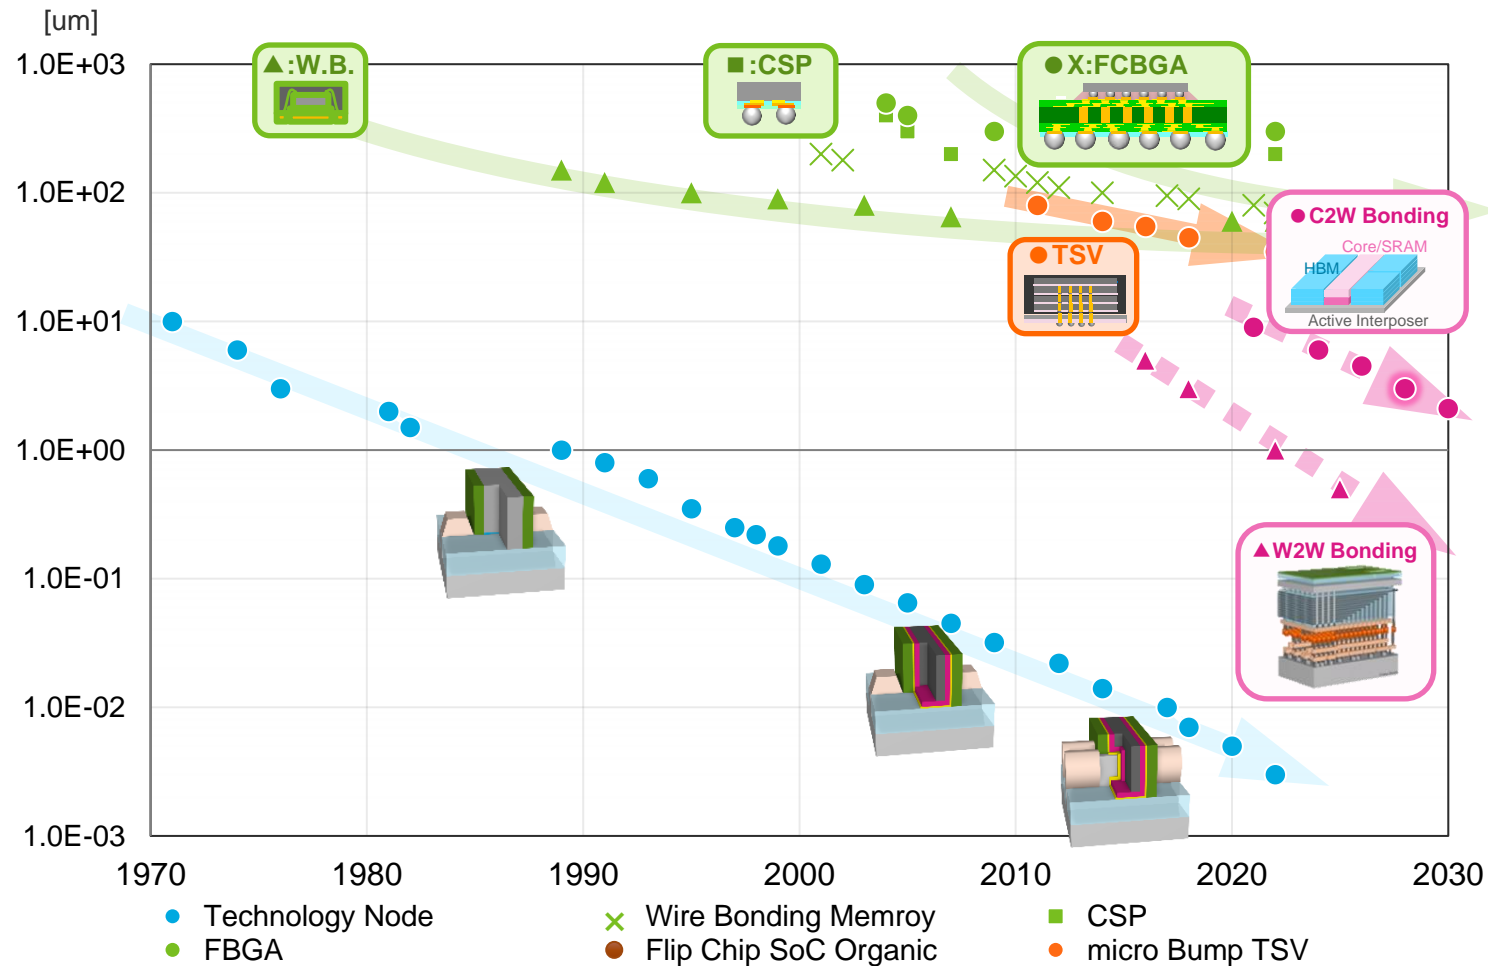 [um]
1.0E+03
▲:W.B.
■:CSP
●X:FCBGA
1.0E+02
●C2W Bonding
Core/SRAM
HBM
Active Interposer
●TSV
1.0E+01
1.0E+00
▲W2W Bonding
1.0E-01
1.0E-02
1.0E-03
1970 1980 1990 2000 2010 2020 2030
Technology Node
Wire Bonding Memroy
CSP
FBGA
Flip Chip SoC Organic
micro Bump TSV